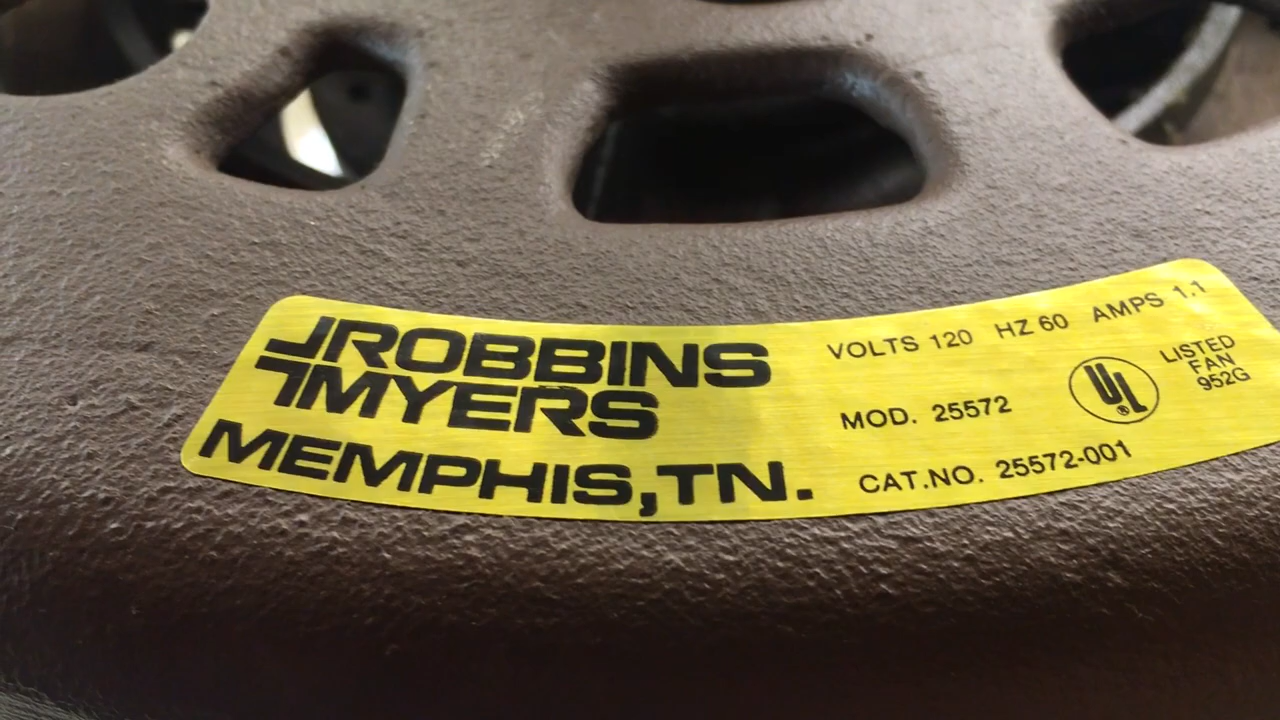 ROBBINS
MYERS
MEMPHIS, TN.
VOLTS 120 HZ 60 AMPS 1.1
MOD. 25572
CAT.NO. 25572-001
UL ®
LISTED
FAN
952G